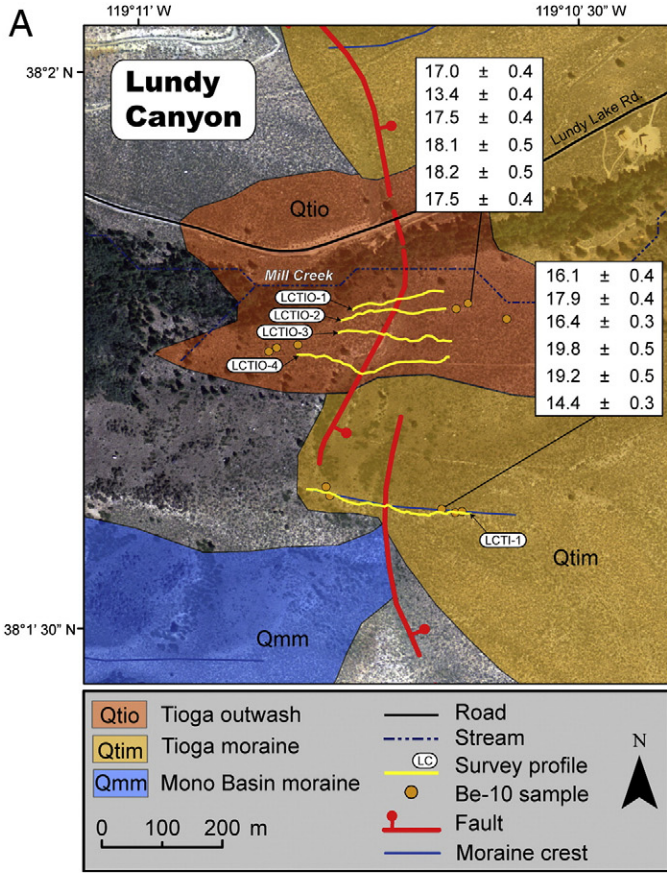 A
119°11' W
119°10' 30" W
38°2' N
Lundy
Canyon
17.0 ± 0.4
13.4 ± 0.4
17.5 ± 0.4
18.1 ± 0.5
18.2 ± 0.5
17.5 ± 0.4
Lundy Lake Rd.
Qtio
Mill Creek
16.1 ± 0.4
17.9 ± 0.4
16.4 ± 0.3
19.8 ± 0.5
19.2 ± 0.5
14.4 ± 0.3
LCTIO-1
LCTIO-2
LCTIO-3
LCTIO-4
LCTI-1
Qtim
38°1' 30" N
Qmm
Qtio Tioga outwash
Qtim Tioga moraine
Qmm Mono Basin moraine
0 100 200 m
Road
Stream
LC Survey profile
Be-10 sample
Fault
Moraine crest
N